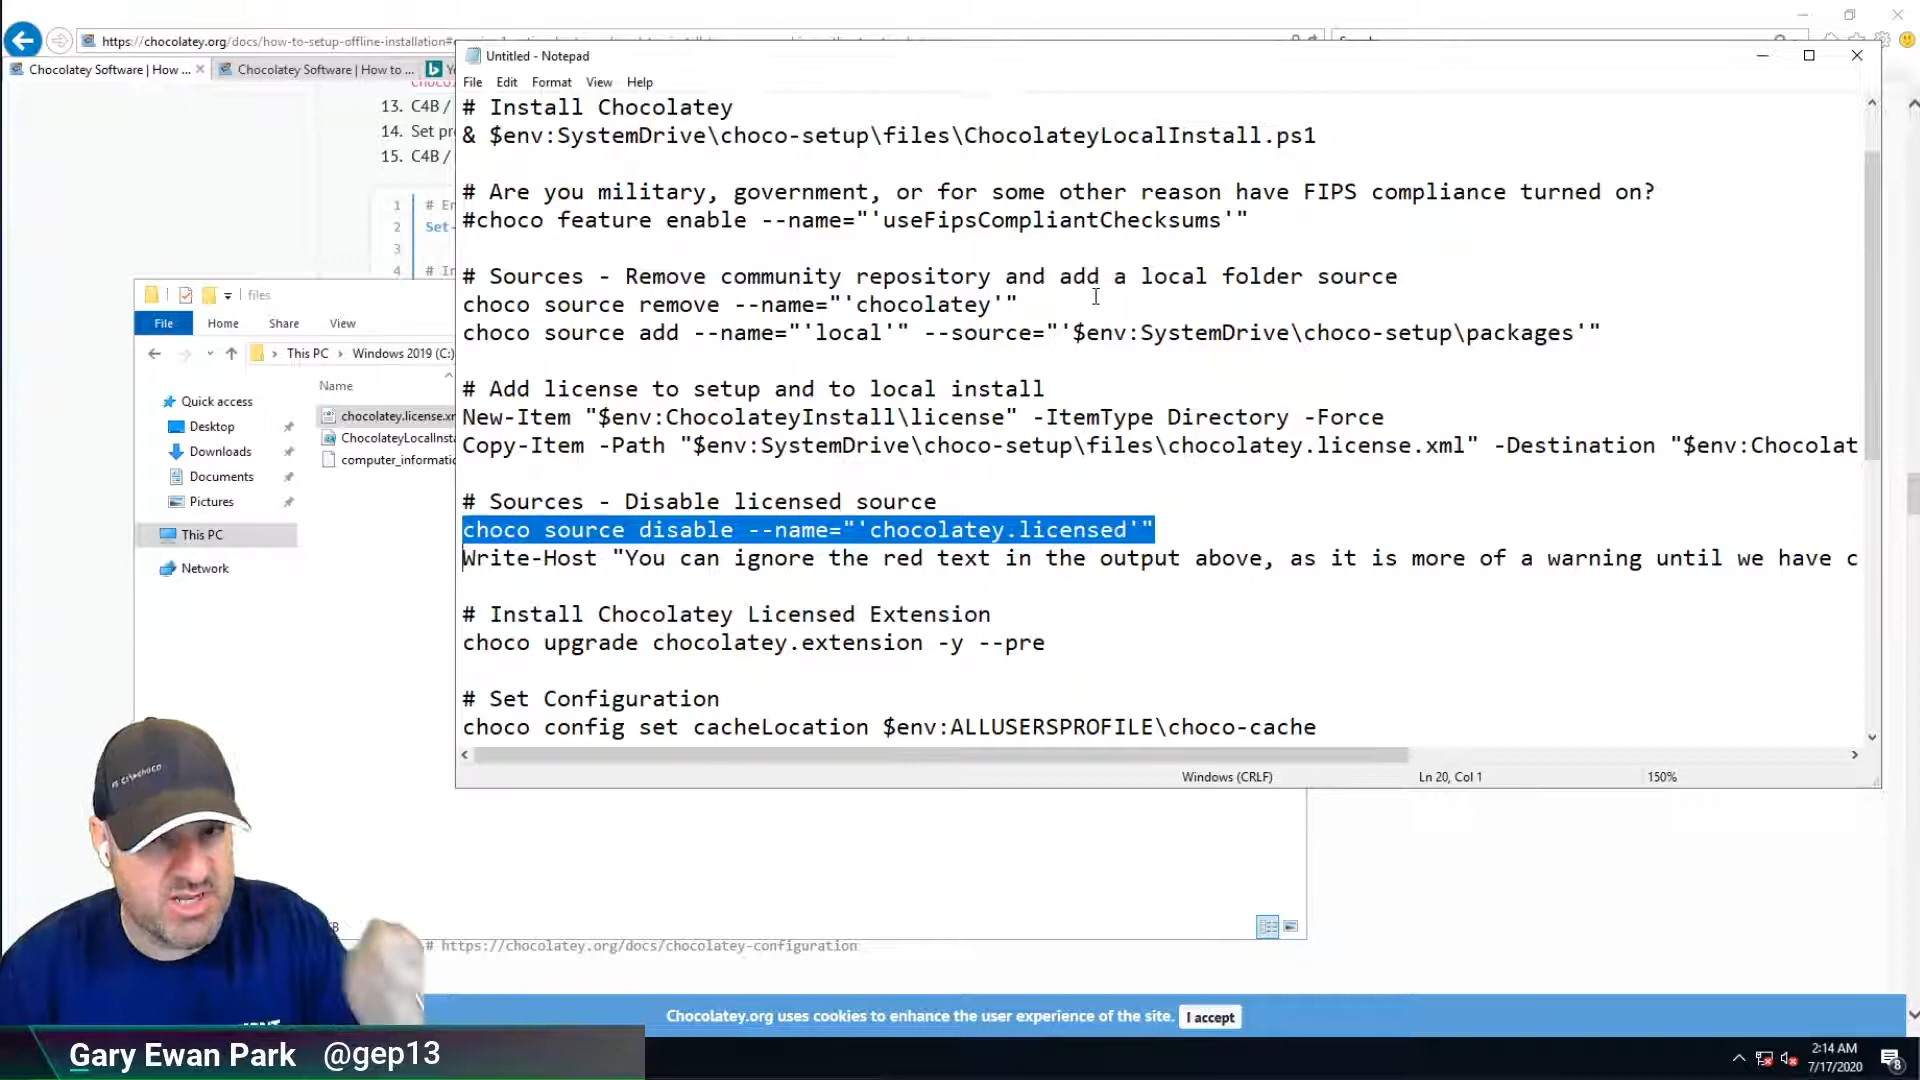 https://chocolatey.org/docs/how-to-setup-offline-installation
Chocolatey Software | How ...
Chocolatey Software | How to ...
13. C4B /
14. Set pr
15. C4B /
1 # En
2 Set-
3
4 # In
Untitled - Notepad
File Edit Format View Help
# Install Chocolatey
& $env:SystemDrive\choco-setup\files\ChocolateyLocalInstall.ps1
# Are you military, government, or for some other reason have FIPS compliance turned on?
#choco feature enable --name="'useFipsCompliantChecksums'"
# Sources - Remove community repository and add a local folder source
choco source remove --name="'chocolatey'"
choco source add --name="'local'" --source="'$env:SystemDrive\choco-setup\packages'"
# Add license to setup and to local install
New-Item "$env:ChocolateyInstall\license" -ItemType Directory -Force
Copy-Item -Path "$env:SystemDrive\choco-setup\files\chocolatey.license.xml" -Destination "$env:Chocolat
# Sources - Disable licensed source
choco source disable --name="'chocolatey.licensed'"
Write-Host "You can ignore the red text in the output above, as it is more of a warning until we have c
# Install Chocolatey Licensed Extension
choco upgrade chocolatey.extension -y --pre
# Set Configuration
choco config set cacheLocation $env:ALLUSERSPROFILE\choco-cache
Windows (CRLF)
Ln 20, Col 1
150%
files
File Home Share View
This PC > Windows 2019 (C:)
Name
Quick access
Desktop
Downloads
Documents
Pictures
This PC
Network
chocolatey.license.xm
ChocolateyLocalInsta
computer_informatio
# https://chocolatey.org/docs/chocolatey-configuration
Chocolatey.org uses cookies to enhance the user experience of the site.
I accept
Gary Ewan Park @gep13
2:14 AM
7/17/2020
8